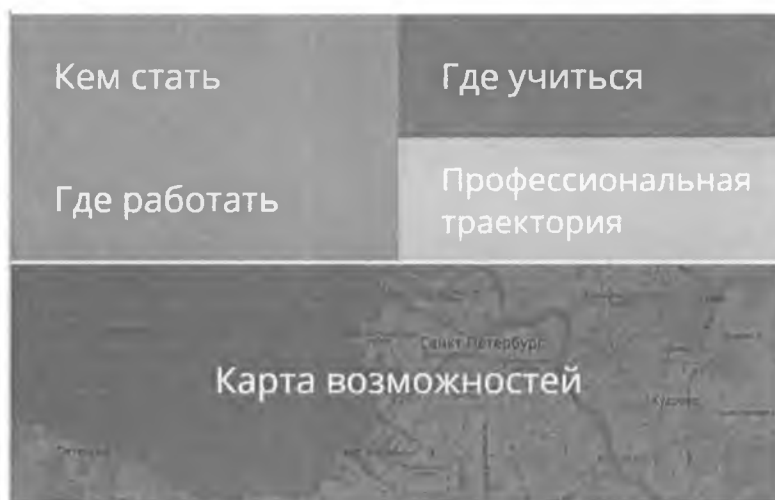 Кем стать
Где учиться
Где работать
Профессиональная
траектория
Санкт-Петербург
Карта возможностей